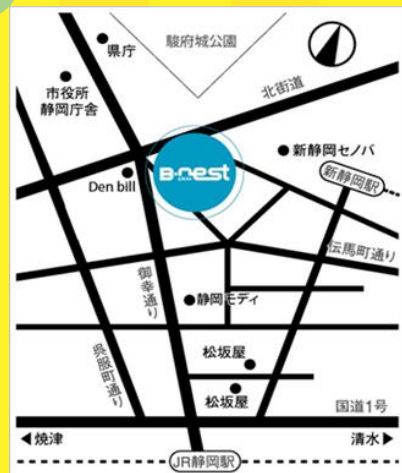 駿府城公園
県庁
北街道
市役所
静岡庁舎
新静岡セノバ
B-nest
Den bill
新静岡駅
伝馬町通り
御幸通り
静岡モディ
呉服町通り
松坂屋
松坂屋
国道1号
◀焼津
清水▶
JR静岡駅